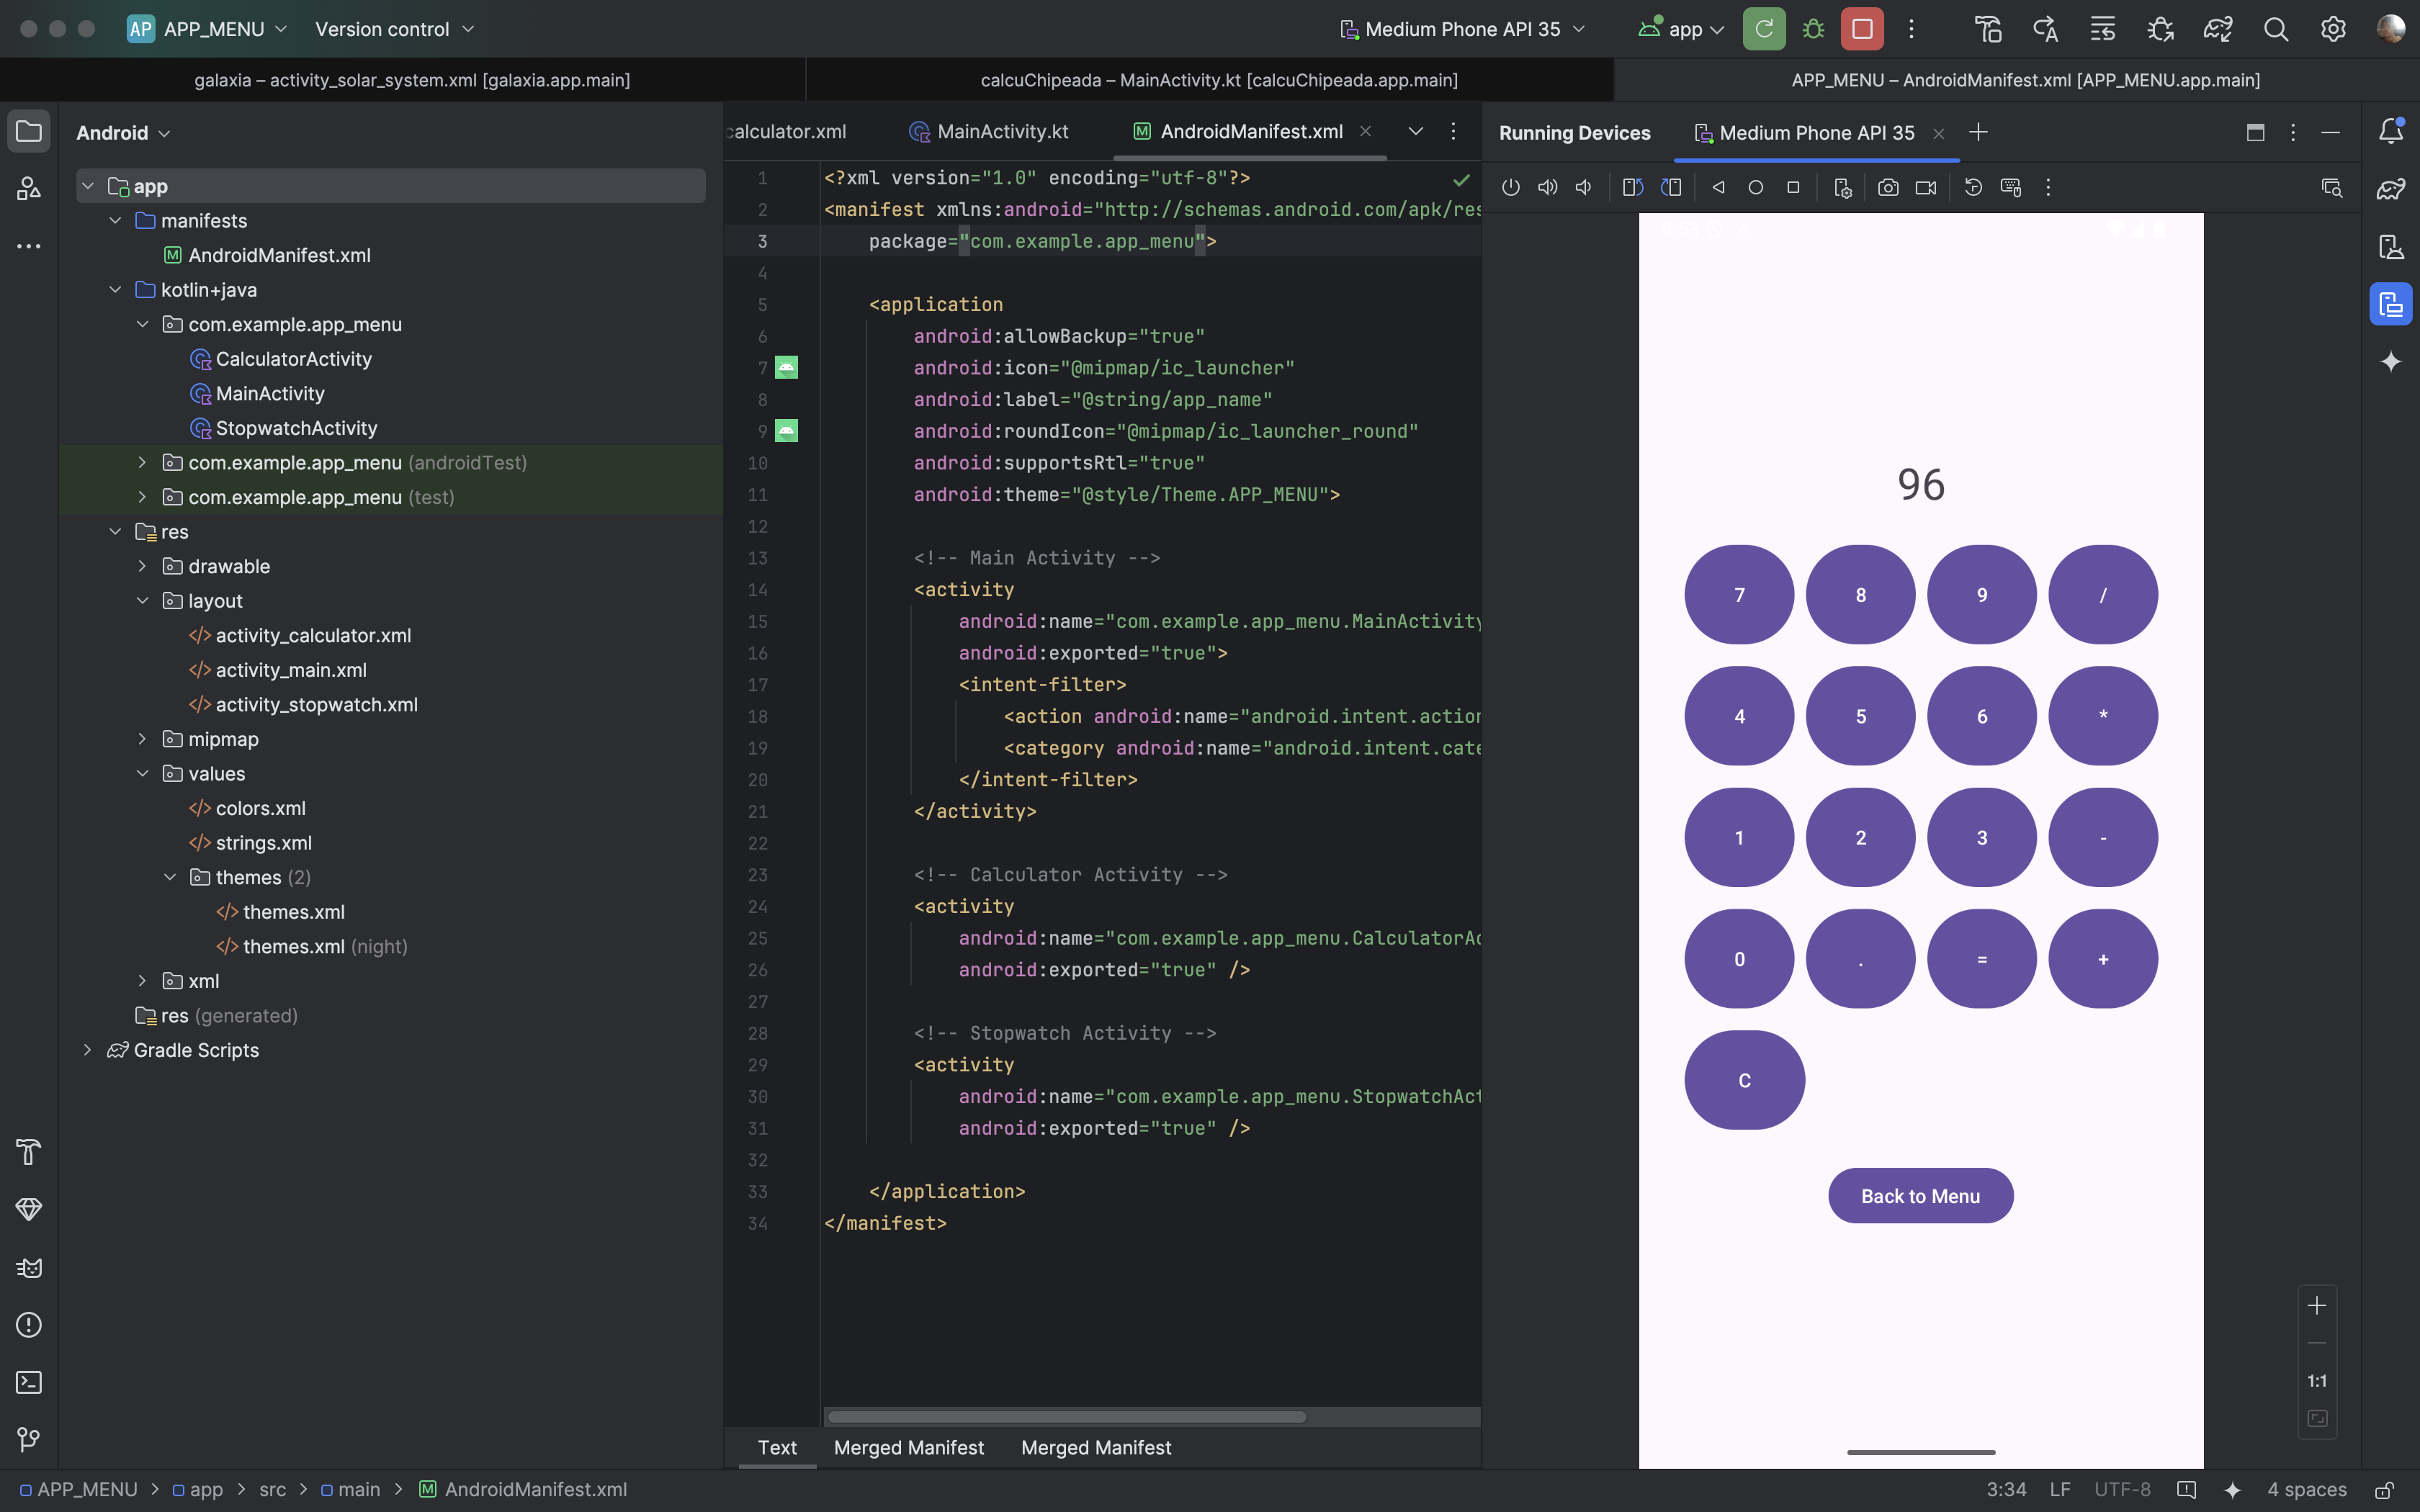 AP APP_MENU Version control Medium Phone API 35 app
galaxia – activity_solar_system.xml [galaxia.app.main] calcuChipeada – MainActivity.kt [calcuChipeada.app.main] APP_MENU – AndroidManifest.xml [APP_MENU.app.main]
Android
app
manifests
AndroidManifest.xml
kotlin+java
com.example.app_menu
CalculatorActivity
MainActivity
StopwatchActivity
com.example.app_menu (androidTest)
com.example.app_menu (test)
res
drawable
layout
activity_calculator.xml
activity_main.xml
activity_stopwatch.xml
mipmap
values
colors.xml
strings.xml
themes (2)
themes.xml
themes.xml (night)
xml
res (generated)
Gradle Scripts
calculator.xml MainActivity.kt AndroidManifest.xml
1 <?xml version="1.0" encoding="utf-8"?>
2 <manifest xmlns:android="http://schemas.android.com/apk/res
3 package="com.example.app_menu">
4
5 <application
6 android:allowBackup="true"
7 android:icon="@mipmap/ic_launcher"
8 android:label="@string/app_name"
9 android:roundIcon="@mipmap/ic_launcher_round"
10 android:supportsRtl="true"
11 android:theme="@style/Theme.APP_MENU">
12
13 <!-- Main Activity -->
14 <activity
15 android:name="com.example.app_menu.MainActivity
16 android:exported="true">
17 <intent-filter>
18 <action android:name="android.intent.action
19 <category android:name="android.intent.cate
20 </intent-filter>
21 </activity>
22
23 <!-- Calculator Activity -->
24 <activity
25 android:name="com.example.app_menu.CalculatorAc
26 android:exported="true" />
27
28 <!-- Stopwatch Activity -->
29 <activity
30 android:name="com.example.app_menu.StopwatchAct
31 android:exported="true" />
32
33 </application>
34 </manifest>
Text Merged Manifest Merged Manifest
Running Devices Medium Phone API 35
96
7 8 9 /
4 5 6 *
1 2 3 -
0 . = +
C
Back to Menu
1:1
APP_MENU > app > src > main > AndroidManifest.xml
3:34 LF UTF-8 4 spaces